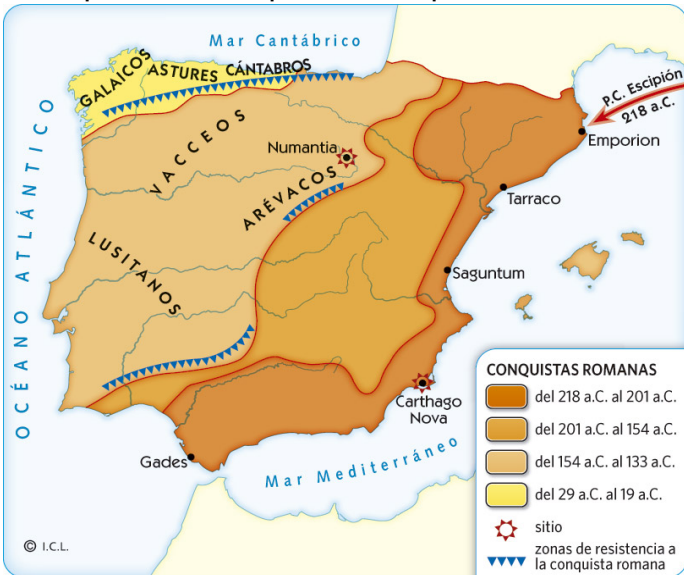 Mar Cantábrico
GALAICOS
ASTURES
CÁNTABROS
P.C. Escipión
218 a.C.
Emporion
VACCEOS
Numantia
ARÉVACOS
Tarraco
OCÉANO ATLÁNTICO
LUSITANOS
Saguntum
Carthago
Nova
Gades
Mar Mediterráneo
CONQUISTAS ROMANAS
del 218 a.C. al 201 a.C.
del 201 a.C. al 154 a.C.
del 154 a.C. al 133 a.C.
del 29 a.C. al 19 a.C.
sitio
zonas de resistencia a
la conquista romana
© I.C.L.